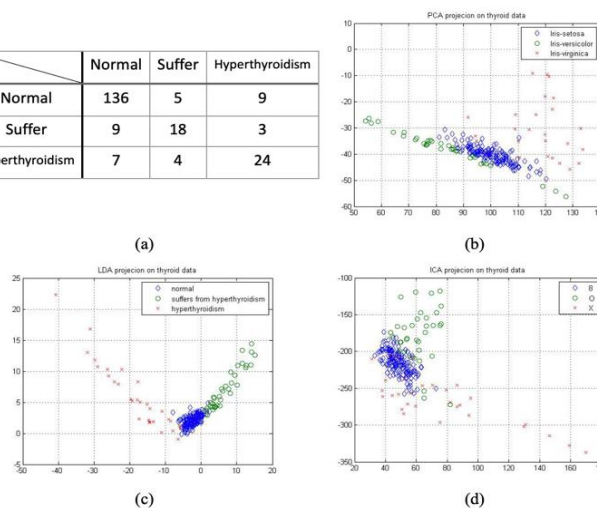 Normal Suffer Hyperthyroidism
Normal 136 5 9
Suffer 9 18 3
perthyroidism 7 4 24
(a)
PCA projecion on thyroid data
Iris-setosa
Iris-versicolor
Iris-virginica
10
0
-10
-20
-30
-40
-50
-60
50 60 70 80 90 100 110 120 130
(b)
LDA projecion on thyroid data
normal
suffers from hyperthyroidism
hyperthyroidism
25
20
15
10
5
0
-5
-50 -40 -30 -20 -10 0 10 20
(c)
ICA projecion on thyroid data
B
O
X
-100
-150
-200
-250
-300
-350
20 40 60 80 100 120 140 160
(d)